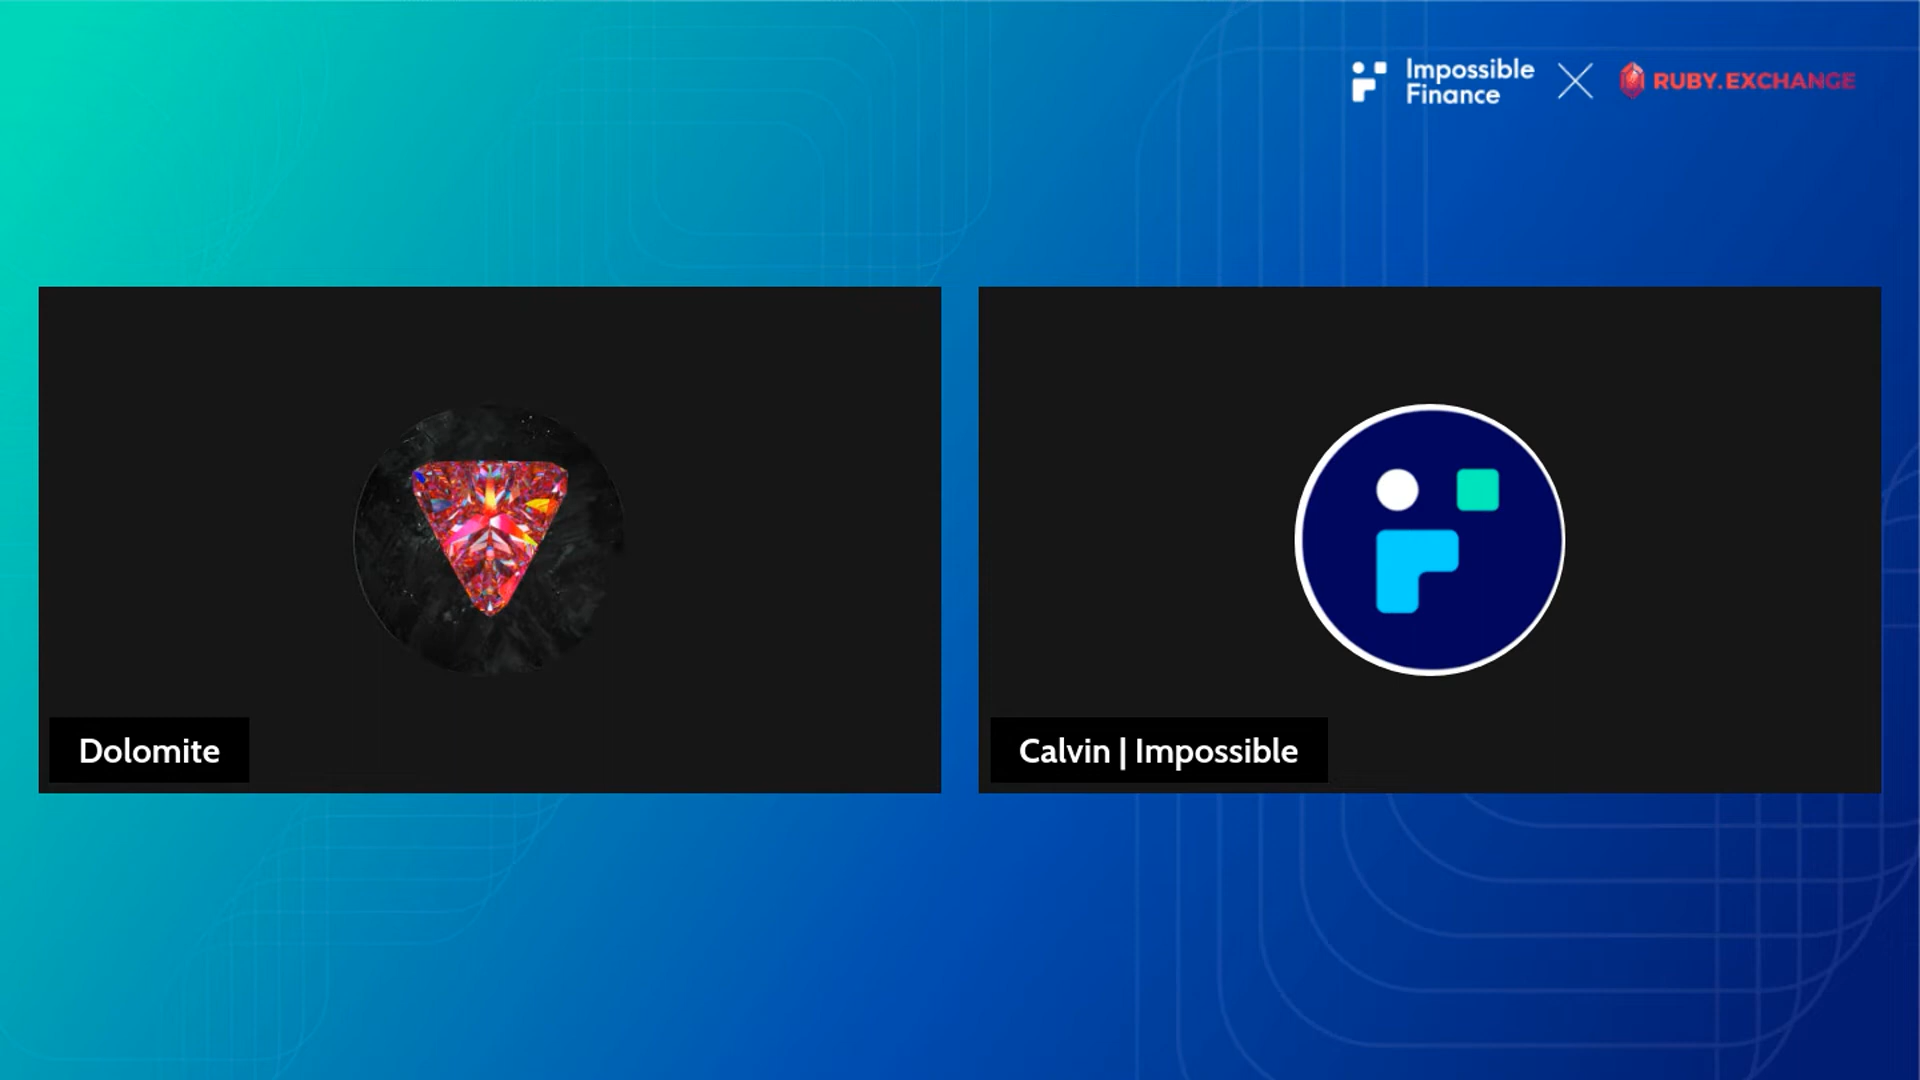 Impossible
Finance
RUBY.EXCHANGE
Dolomite
Calvin | Impossible